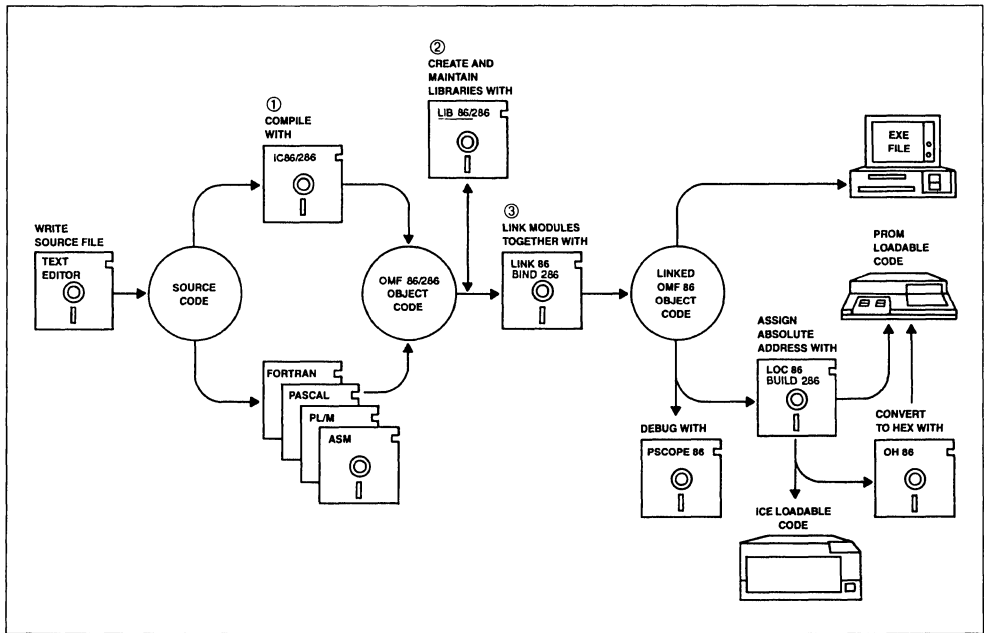 WRITE
SOURCE FILE
TEXT
EDITOR
SOURCE
CODE
①
COMPILE
WITH
iC86/286
FORTRAN
PASCAL
PL/M
ASM
OMF 86/286
OBJECT
CODE
②
CREATE AND
MAINTAIN
LIBRARIES WITH
LIB 86/286
③
LINK MODULES
TOGETHER WITH
LINK 86
BIND 286
LINKED
OMF 86
OBJECT
CODE
EXE
FILE
PROM
LOADABLE
CODE
ASSIGN
ABSOLUTE
ADDRESS WITH
LOC 86
BUILD 286
DEBUG WITH
PSCOPE 86
CONVERT
TO HEX WITH
OH 86
ICE LOADABLE
CODE